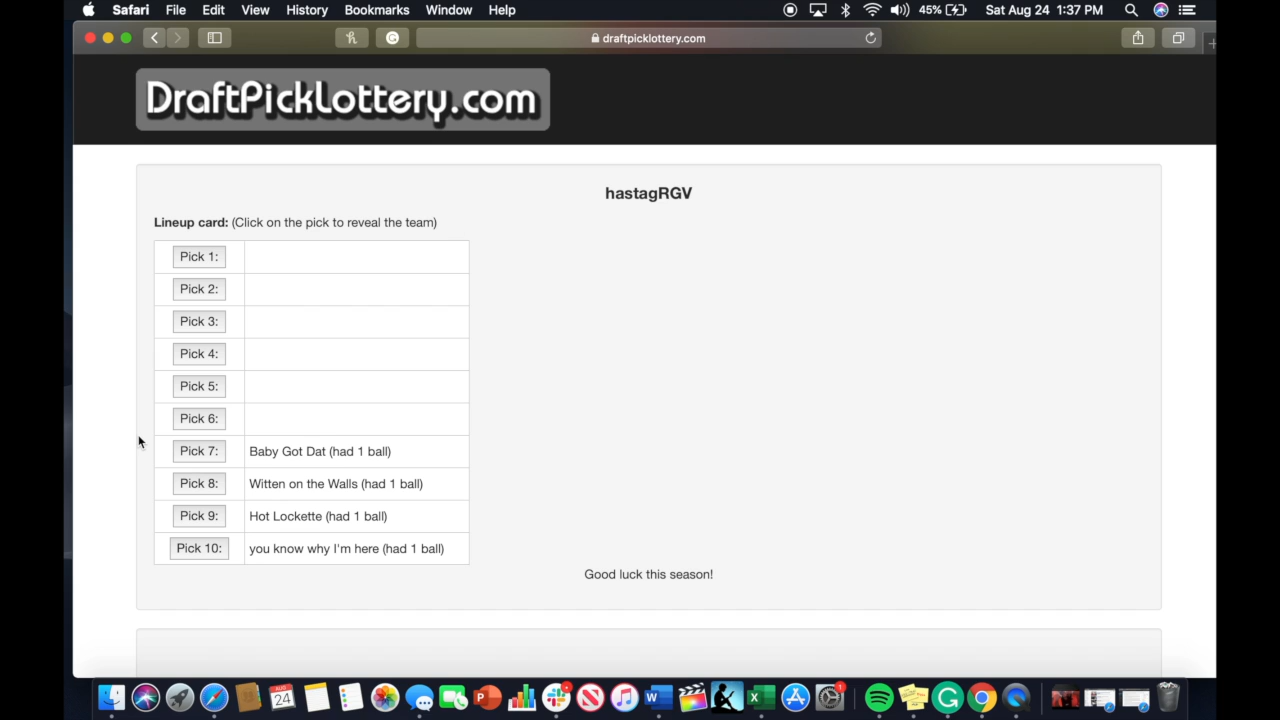 Safari File Edit View History Bookmarks Window Help 45% Sat Aug 24 1:37 PM
draftpicklottery.com
DraftPickLottery.com
hastagRGV
Lineup card: (Click on the pick to reveal the team)
Pick 1:
Pick 2:
Pick 3:
Pick 4:
Pick 5:
Pick 6:
Pick 7: Baby Got Dat (had 1 ball)
Pick 8: Witten on the Walls (had 1 ball)
Pick 9: Hot Lockette (had 1 ball)
Pick 10: you know why I'm here (had 1 ball)
Good luck this season!